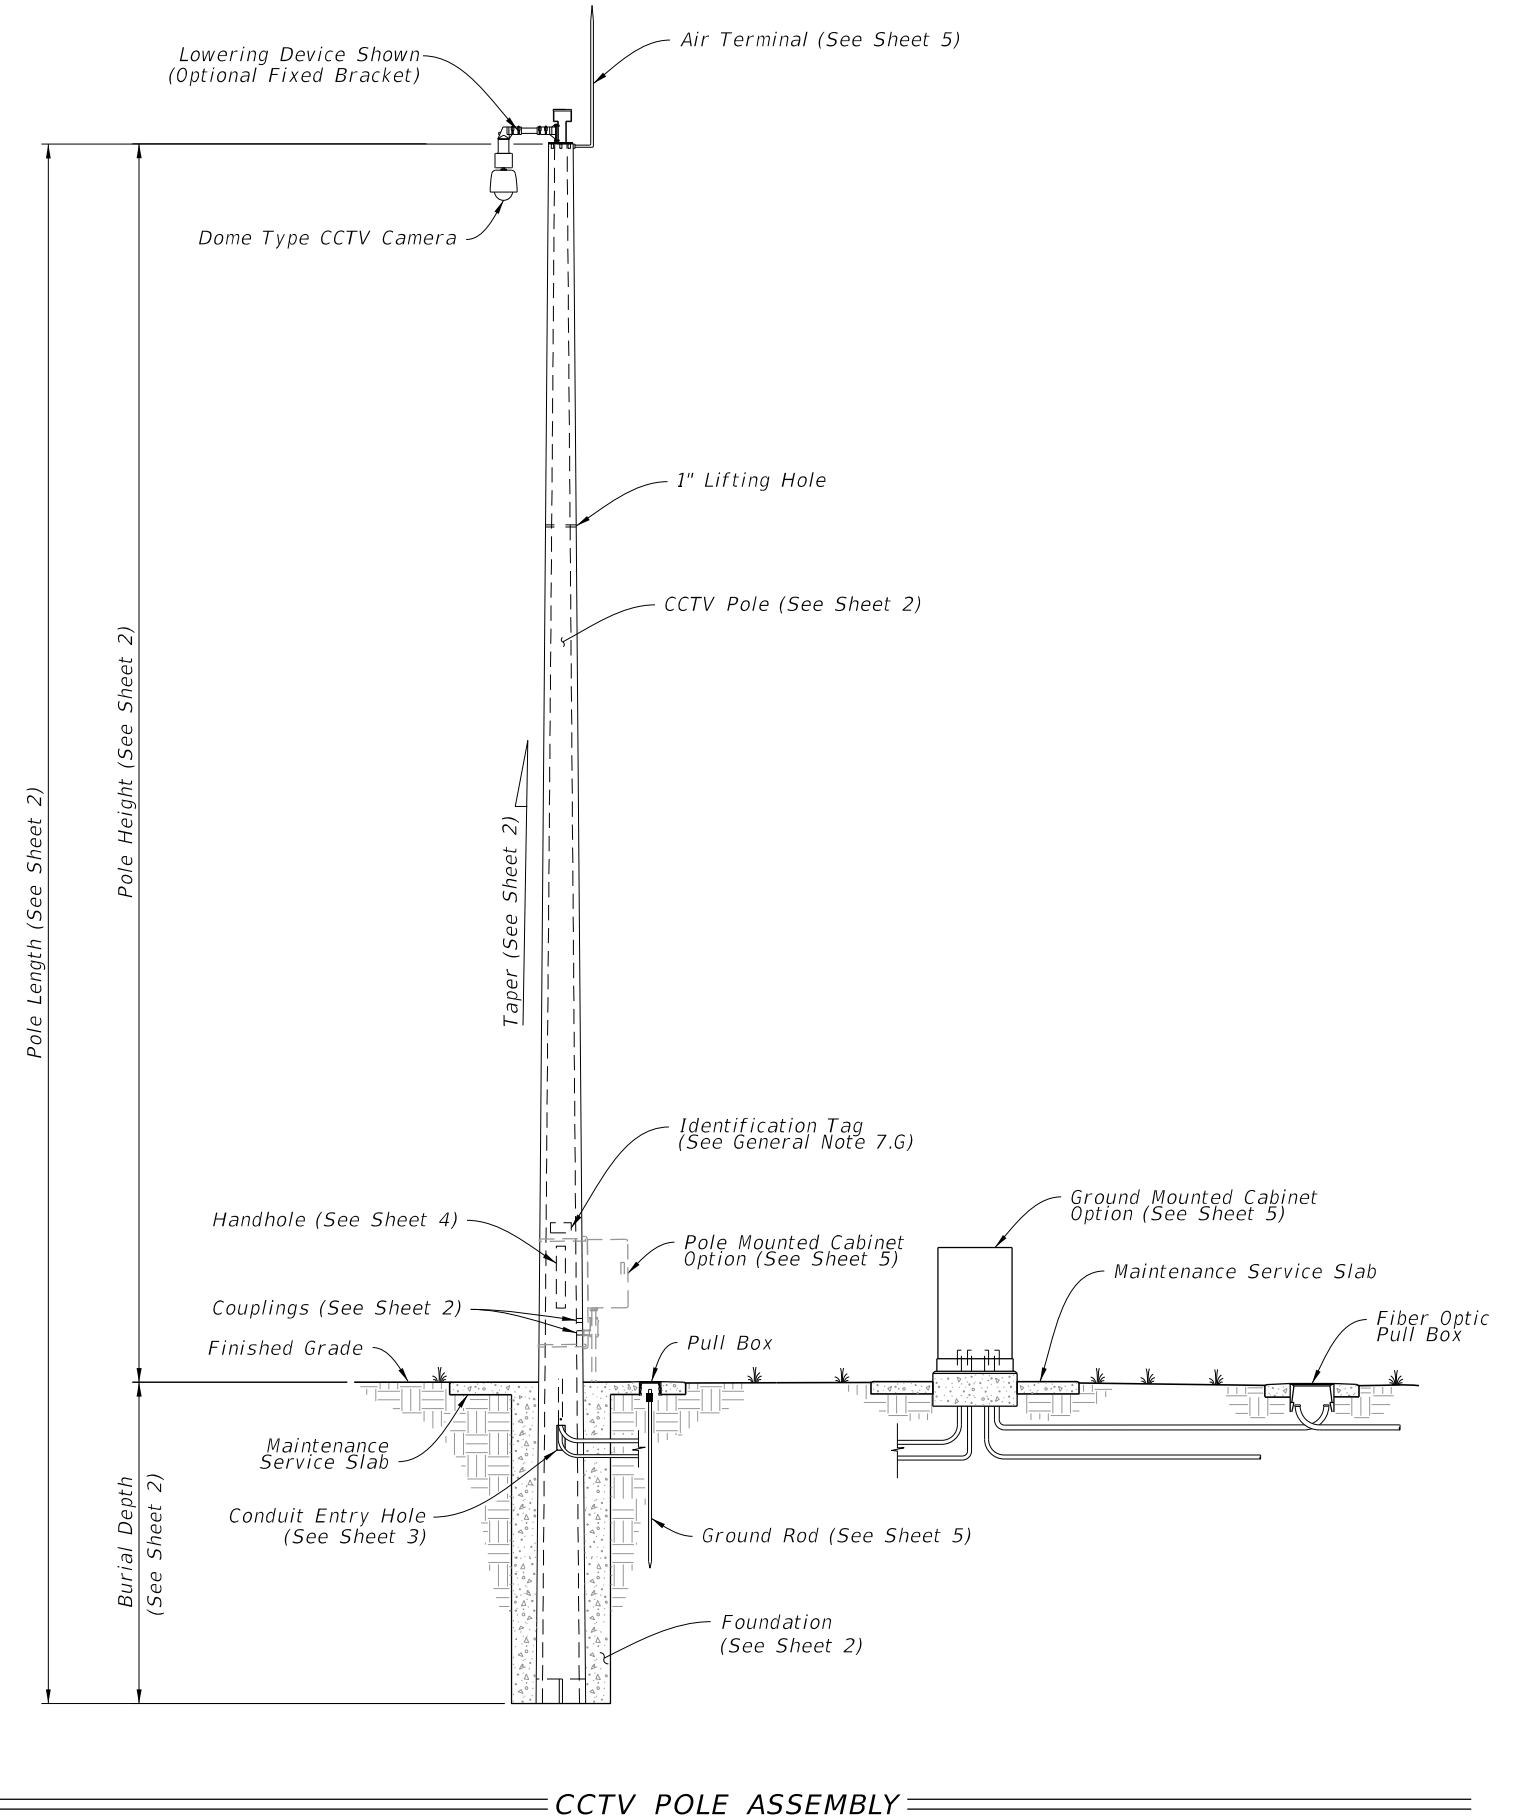 Air Terminal (See Sheet 5)
Lowering Device Shown
(Optional Fixed Bracket)
Dome Type CCTV Camera
1" Lifting Hole
CCTV Pole (See Sheet 2)
Pole Height (See Sheet 2)
Pole Length (See Sheet 2)
Taper (See Sheet 2)
Identification Tag
(See General Note 7.G)
Handhole (See Sheet 4)
Pole Mounted Cabinet
Option (See Sheet 5)
Ground Mounted Cabinet
Option (See Sheet 5)
Maintenance Service Slab
Couplings (See Sheet 2)
Fiber Optic
Pull Box
Finished Grade
Pull Box
Maintenance
Service Slab
Conduit Entry Hole
(See Sheet 3)
Burial Depth
(See Sheet 2)
Ground Rod (See Sheet 5)
Foundation
(See Sheet 2)
CCTV POLE ASSEMBLY